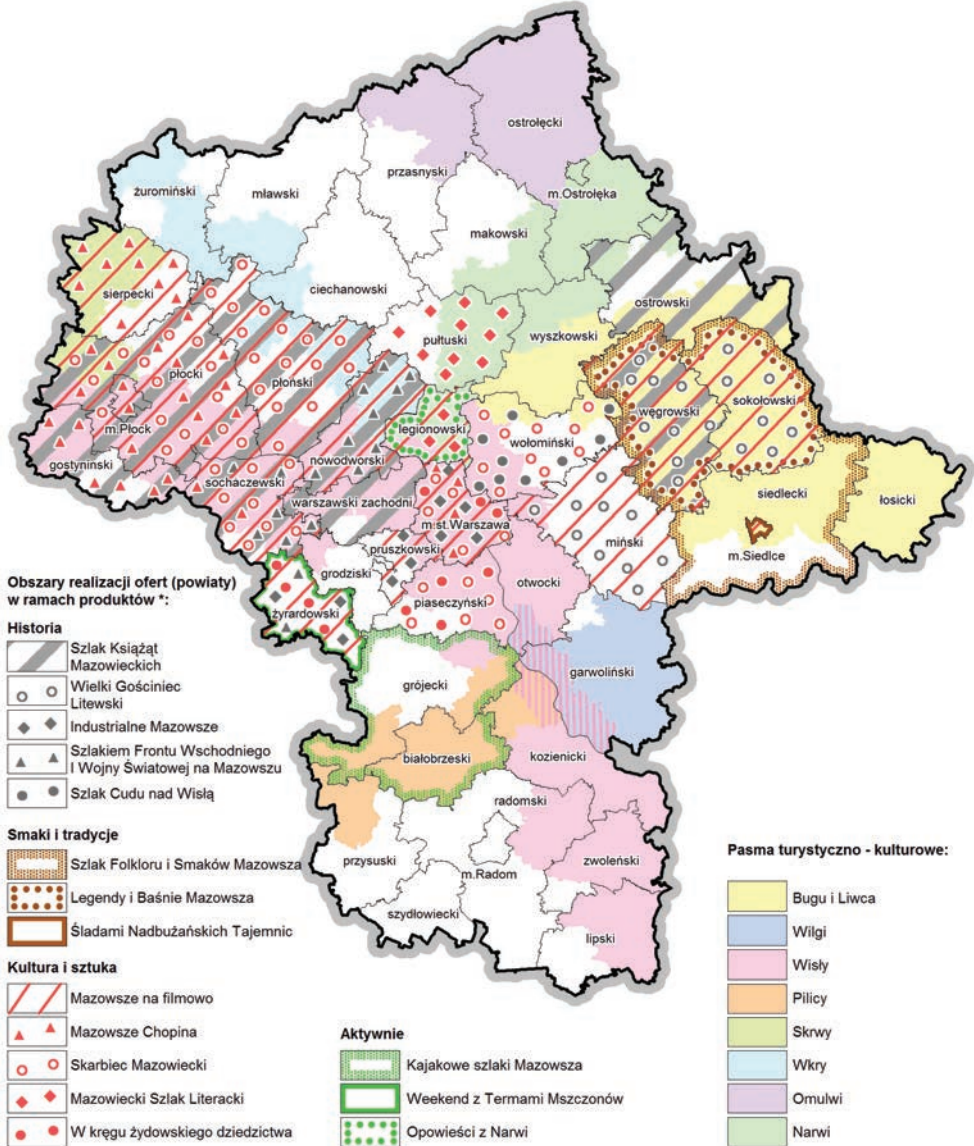 ostrołęcki
przasnyski
m.Ostrołęka
żuromiński
mławski
makowski
ciechanowski
sierpecki
ostrowski
pułtuski
wyszkowski
płocki
płoński
węgrowski
sokołowski
legionowski
wołomiński
m.Płock
nowodworski
gostyniński
sochaczewski
siedlecki
łosicki
warszawski zachodni
m.st.Warszawa
miński
pruszkowski
m.Siedlce
grodziski
otwocki
piaseczyński
żyrardowski
garwoliński
grójecki
białobrzeski
kozienicki
radomski
przysuski
zwoleński
m.Radom
szydłowiecki
lipski
Obszary realizacji ofert (powiaty)
w ramach produktów *:
Historia
Szlak Książąt
Mazowieckich
Wielki Gościniec
Litewski
Industrialne Mazowsze
Szlakiem Frontu Wschodniego
I Wojny Światowej na Mazowszu
Szlak Cudu nad Wisłą
Smaki i tradycje
Szlak Folkloru i Smaków Mazowsza
Legendy i Baśnie Mazowsza
Śladami Nadbużańskich Tajemnic
Kultura i sztuka
Mazowsze na filmowo
Mazowsze Chopina
Skarbiec Mazowiecki
Mazowiecki Szlak Literacki
W kręgu żydowskiego dziedzictwa
Aktywnie
Kajakowe szlaki Mazowsza
Weekend z Termami Mszczonów
Opowieści z Narwi
Pasma turystyczno - kulturowe:
Bugu i Liwca
Wilgi
Wisły
Pilicy
Skrwy
Wkry
Omulwi
Narwi